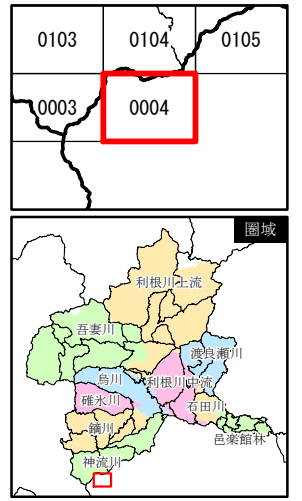 0103 0104 0105
0003 0004
圏域
利根川上流
吾妻川
渡良瀬川
烏川 利根川中流
碓氷川
石田川
鏑川
邑楽館林
神流川